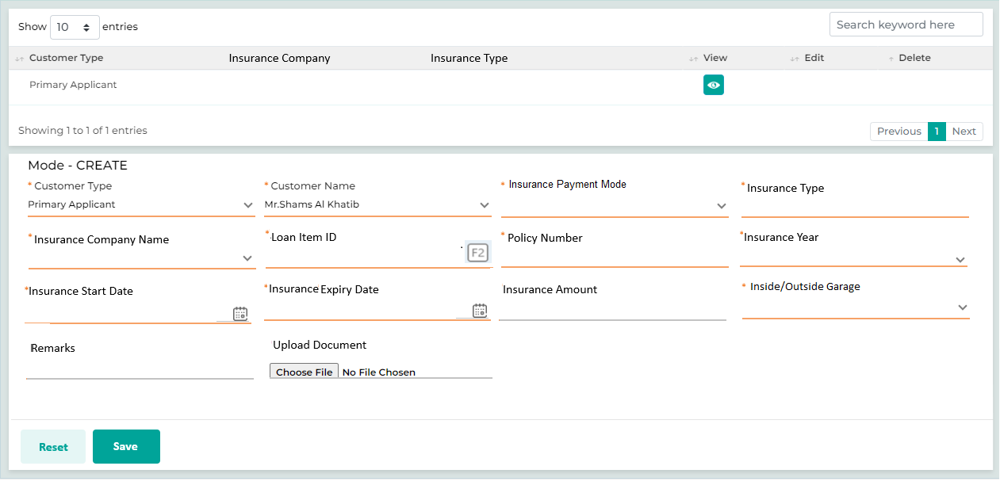 Show 10 entries Search keyword here
Customer Type Insurance Company Insurance Type View Edit Delete
Primary Applicant
Showing 1 to 1 of 1 entries Previous 1 Next
Mode - CREATE
* Customer Type * Customer Name * Insurance Payment Mode * Insurance Type
Primary Applicant Mr.Shams Al Khatib
* Insurance Company Name * Loan Item ID * Policy Number *Insurance Year
F2
*Insurance Start Date *Insurance Expiry Date Insurance Amount * Inside/Outside Garage
Remarks Upload Document
Choose File No File Chosen
Reset Save